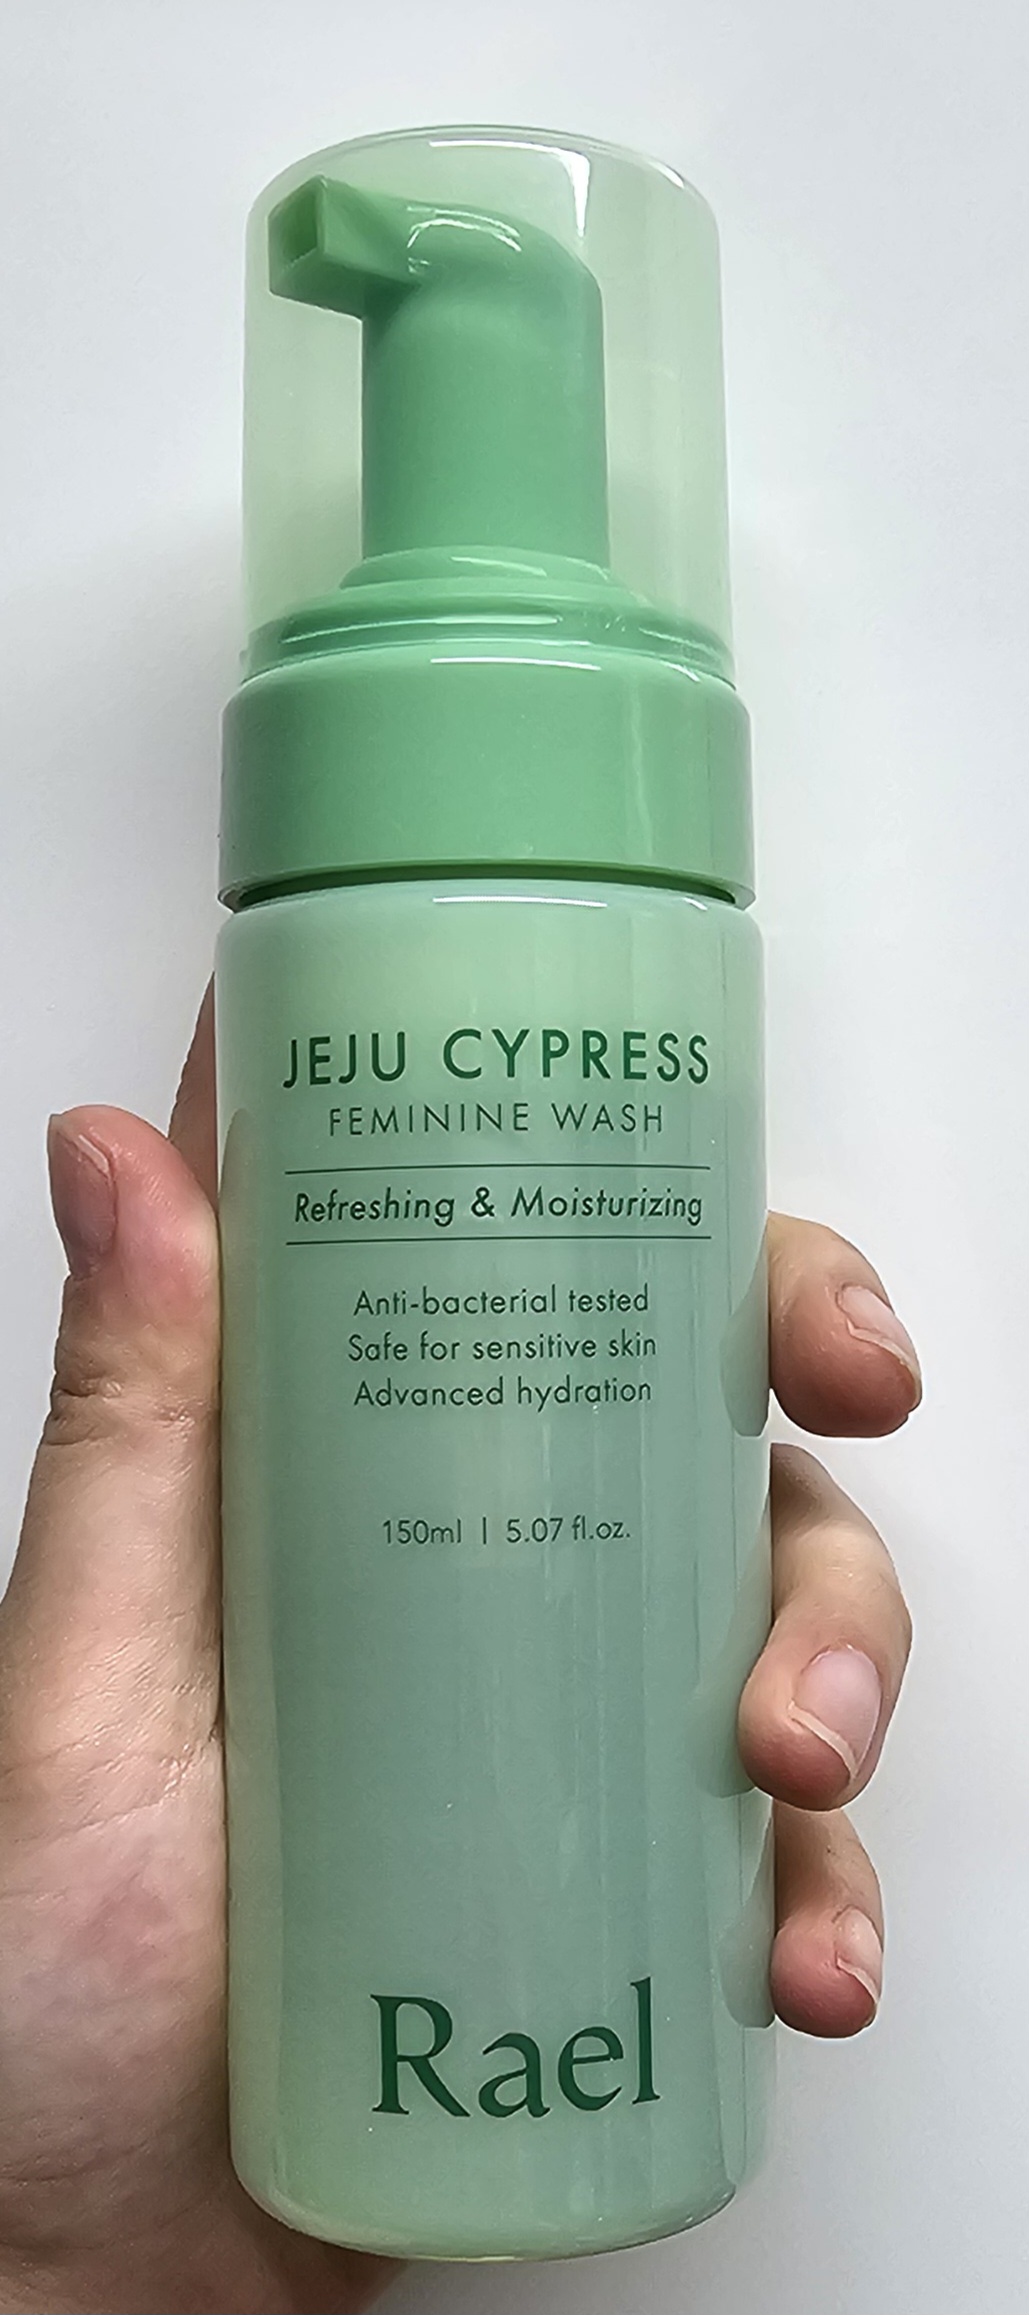 JEJU CYPRESS
FEMININE WASH
Refreshing & Moisturizing
Anti-bacterial tested
Safe for sensitive skin
Advanced hydration
150ml | 5.07 fl.oz.
Rael